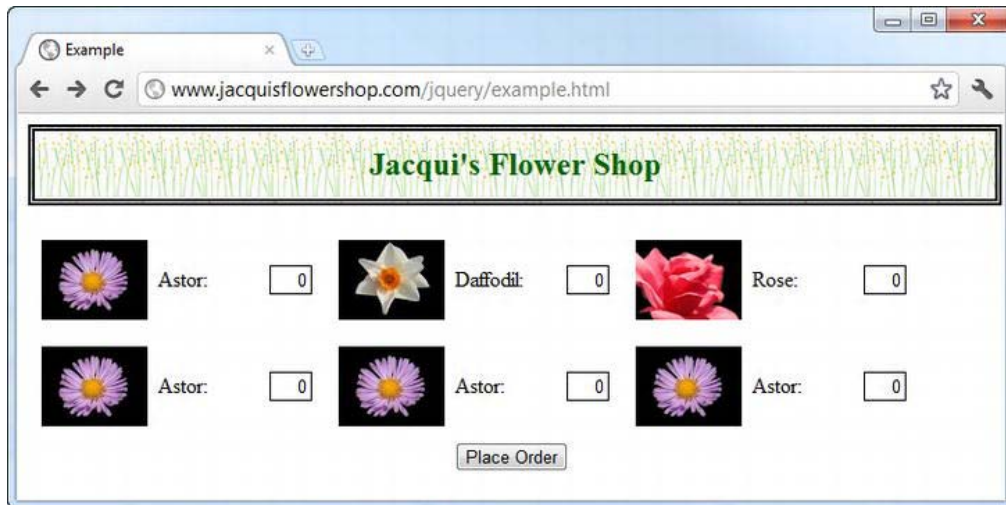 Example
www.jacquisflowershop.com/jquery/example.html
Jacqui's Flower Shop
Astor: 0 Daffodil: 0 Rose: 0
Astor: 0 Astor: 0 Astor: 0
Place Order